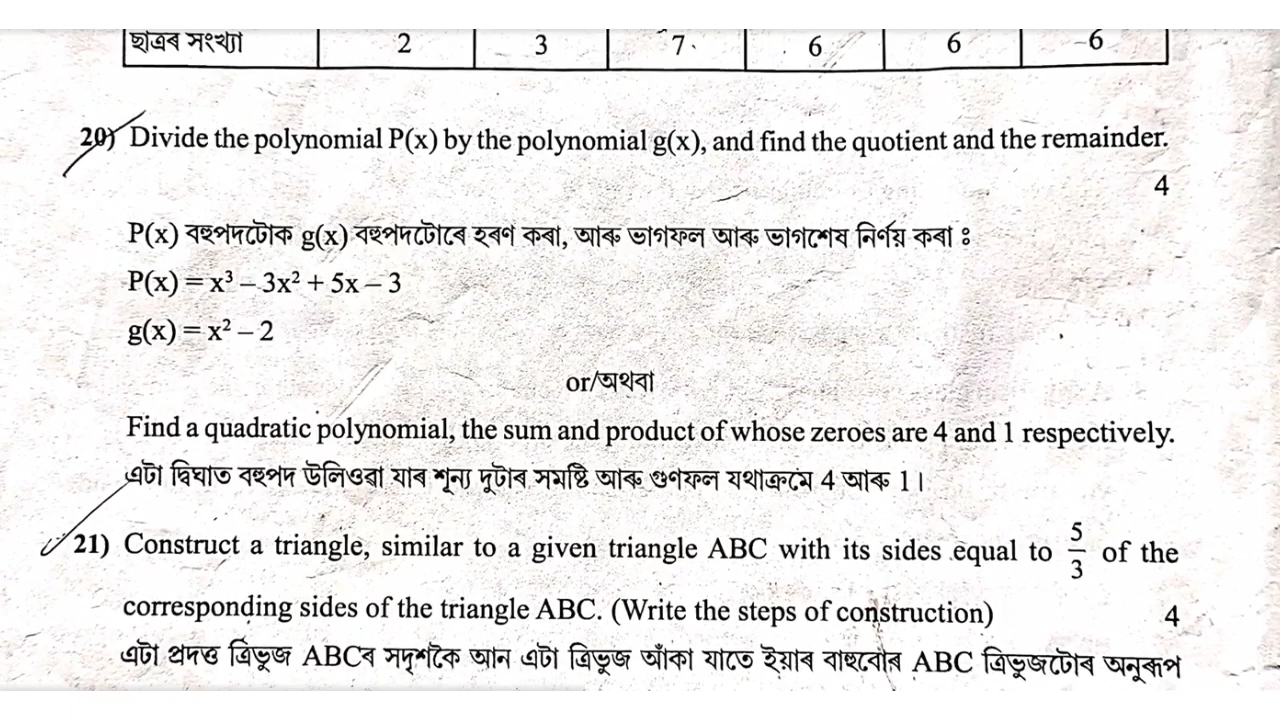 ছাত্ৰৰ সংখ্যা 2 3 7 6 6 6
20) Divide the polynomial P(x) by the polynomial g(x), and find the quotient and the remainder.
4
P(x) বহুপদটোক g(x) বহুপদটোৰে হৰণ কৰা, আৰু ভাগফল আৰু ভাগশেষ নিৰ্ণয় কৰা ঃ
P(x) = x³ – 3x² + 5x – 3
g(x) = x² – 2
or/অথবা
Find a quadratic polynomial, the sum and product of whose zeroes are 4 and 1 respectively.
এটা দ্বিঘাত বহুপদ উলিওৱা যাৰ শূন্য দুটাৰ সমষ্টি আৰু গুণফল যথাক্ৰমে 4 আৰু 1।
21) Construct a triangle, similar to a given triangle ABC with its sides equal to 5/3 of the
corresponding sides of the triangle ABC. (Write the steps of construction) 4
এটা প্ৰদত্ত ত্ৰিভুজ ABCৰ সদৃশকৈ আন এটা ত্ৰিভুজ আঁকা যাতে ইয়াৰ বাহুবোৰ ABC ত্ৰিভুজটোৰ অনুৰূপ